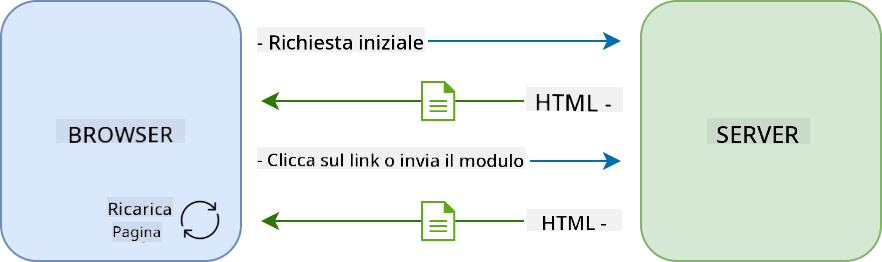 - Richiesta iniziale
HTML -
BROWSER
SERVER
- Clicca sul link o invia il modulo
Ricarica
Pagina
HTML -